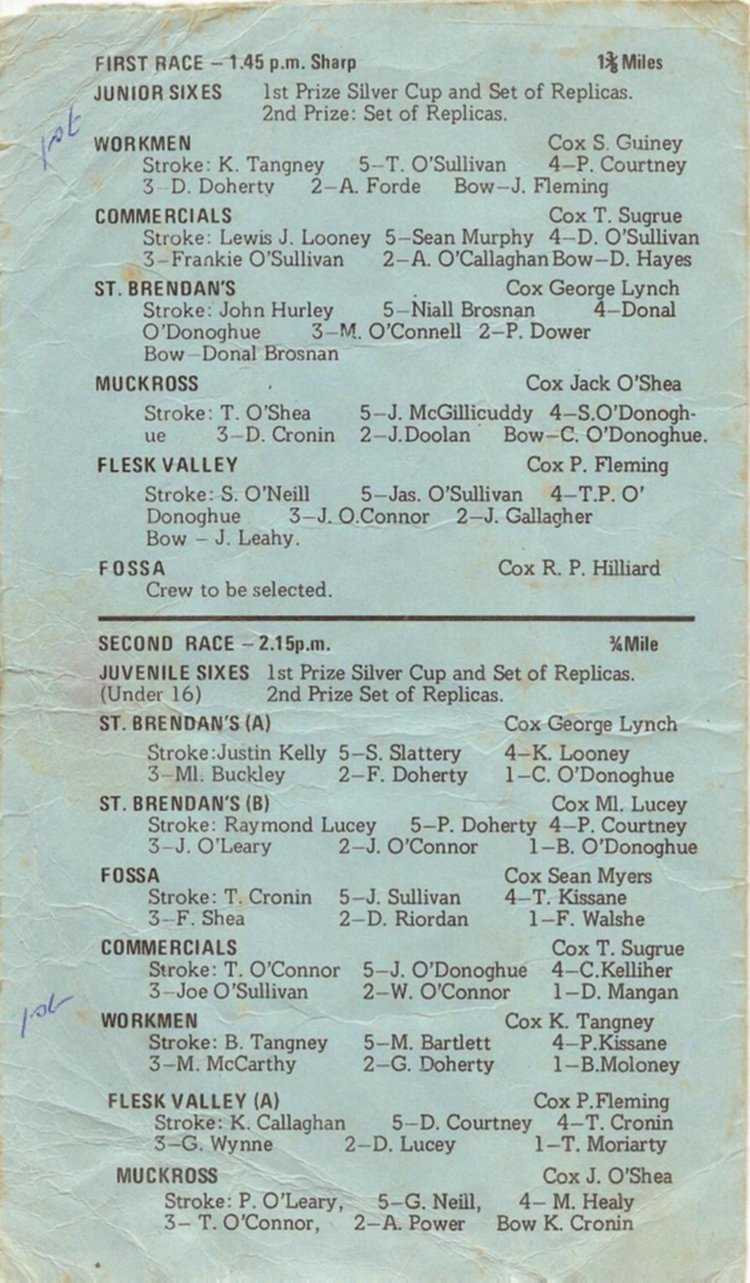 FIRST RACE – 1.45 p.m. Sharp 1⅜ Miles
JUNIOR SIXES 1st Prize Silver Cup and Set of Replicas.
2nd Prize: Set of Replicas.
1st
WORKMEN Cox S. Guiney
Stroke: K. Tangney 5–T. O'Sullivan 4–P. Courtney
3–D. Doherty 2–A. Forde Bow–J. Fleming
COMMERCIALS Cox T. Sugrue
Stroke: Lewis J. Looney 5–Sean Murphy 4–D. O'Sullivan
3–Frankie O'Sullivan 2–A. O'Callaghan Bow–D. Hayes
ST. BRENDAN'S Cox George Lynch
Stroke: John Hurley 5–Niall Brosnan 4–Donal
O'Donoghue 3–M. O'Connell 2–P. Dower
Bow–Donal Brosnan
MUCKROSS Cox Jack O'Shea
Stroke: T. O'Shea 5–J. McGillicuddy 4–S.O'Donogh-
ue 3–D. Cronin 2–J.Doolan Bow–C. O'Donoghue.
FLESK VALLEY Cox P. Fleming
Stroke: S. O'Neill 5–Jas. O'Sullivan 4–T.P. O'
Donoghue 3–J. O.Connor 2–J. Gallagher
Bow – J. Leahy.
FOSSA Cox R. P. Hilliard
Crew to be selected.
SECOND RACE – 2.15p.m. ¾Mile
JUVENILE SIXES 1st Prize Silver Cup and Set of Replicas.
(Under 16) 2nd Prize Set of Replicas.
ST. BRENDAN'S (A) Cox George Lynch
Stroke:Justin Kelly 5–S. Slattery 4–K. Looney
3–Ml. Buckley 2–F. Doherty 1–C. O'Donoghue
ST. BRENDAN'S (B) Cox Ml. Lucey
Stroke: Raymond Lucey 5–P. Doherty 4–P. Courtney
3–J. O'Leary 2–J. O'Connor 1–B. O'Donoghue
FOSSA Cox Sean Myers
Stroke: T. Cronin 5–J. Sullivan 4–T. Kissane
3–F. Shea 2–D. Riordan 1–F. Walshe
COMMERCIALS Cox T. Sugrue
Stroke: T. O'Connor 5–J. O'Donoghue 4–C.Kelliher
3–Joe O'Sullivan 2–W. O'Connor 1–D. Mangan
1st
WORKMEN Cox K. Tangney
Stroke: B. Tangney 5–M. Bartlett 4–P.Kissane
3–M. McCarthy 2–G. Doherty 1–B.Moloney
FLESK VALLEY (A) Cox P.Fleming
Stroke: K. Callaghan 5–D. Courtney 4–T. Cronin
3–G. Wynne 2–D. Lucey 1–T. Moriarty
MUCKROSS Cox J. O'Shea
Stroke: P. O'Leary, 5–G. Neill, 4– M. Healy
3– T. O'Connor, 2–A. Power Bow K. Cronin